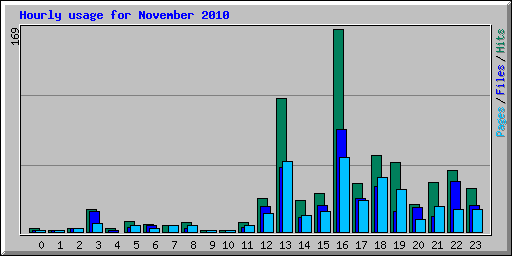 Hourly usage for November 2010
169
Pages / Files / Hits
0 1 2 3 4 5 6 7 8 9 10 11 12 13 14 15 16 17 18 19 20 21 22 23